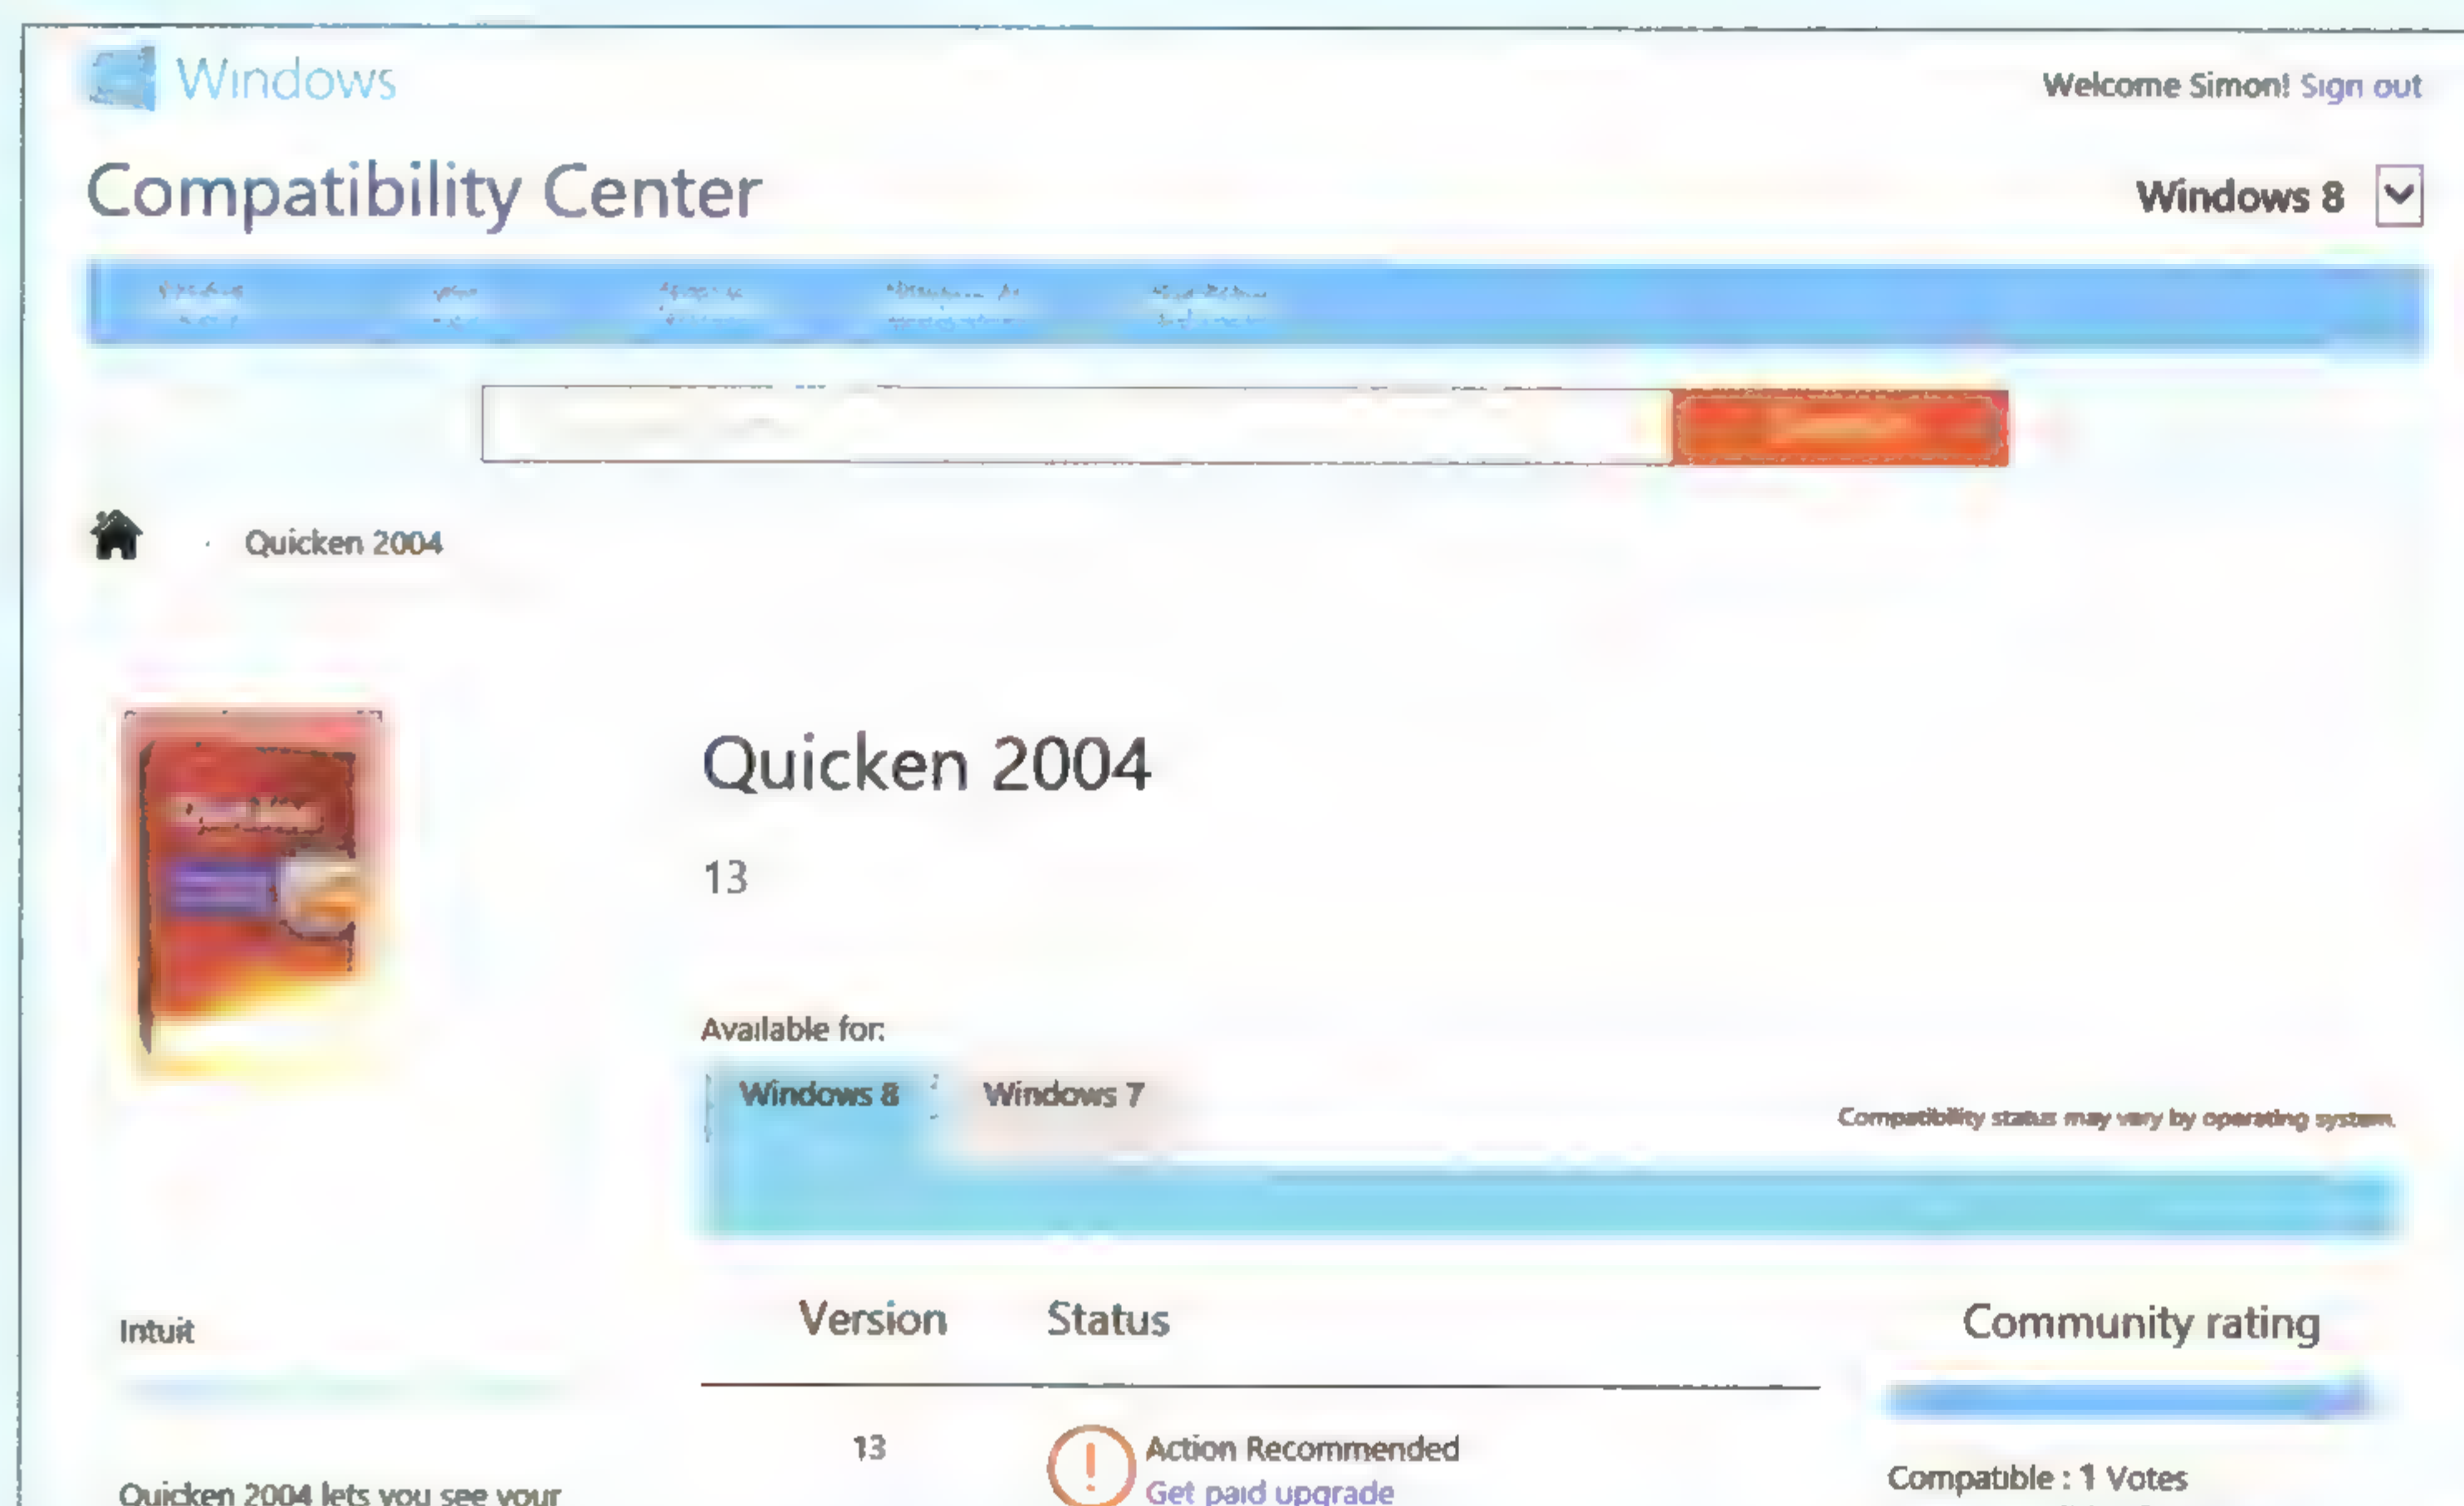 Windows
Welcome Simon! Sign out
Compatibility Center
Windows 8
Quicken 2004
Quicken 2004
13
Available for:
Windows 8
Windows 7
Compatibility status may vary by operating system.
Version
Status
Community rating
Intuit
13
Action Recommended
Get paid upgrade
Compatible : 1 Votes
Quicken 2004 lets you see your